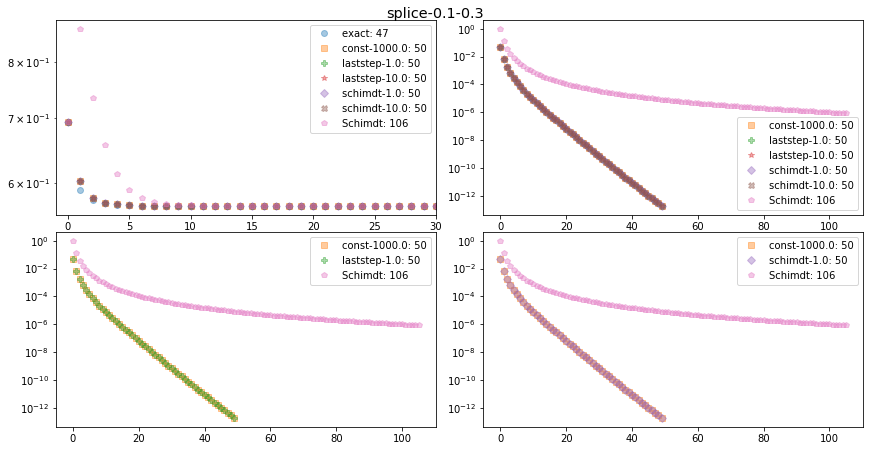 splice-0.1-0.3
8 × 10⁻¹
7 × 10⁻¹
6 × 10⁻¹
0 5 10 15 20 25 30
exact: 47
const-1000.0: 50
laststep-1.0: 50
laststep-10.0: 50
schimdt-1.0: 50
schimdt-10.0: 50
Schimdt: 106
10⁰
10⁻²
10⁻⁴
10⁻⁶
10⁻⁸
10⁻¹⁰
10⁻¹²
0 20 40 60 80 100
const-1000.0: 50
laststep-1.0: 50
laststep-10.0: 50
schimdt-1.0: 50
schimdt-10.0: 50
Schimdt: 106
10⁰
10⁻²
10⁻⁴
10⁻⁶
10⁻⁸
10⁻¹⁰
10⁻¹²
0 20 40 60 80 100
const-1000.0: 50
laststep-1.0: 50
Schimdt: 106
10⁰
10⁻²
10⁻⁴
10⁻⁶
10⁻⁸
10⁻¹⁰
10⁻¹²
0 20 40 60 80 100
const-1000.0: 50
schimdt-1.0: 50
Schimdt: 106